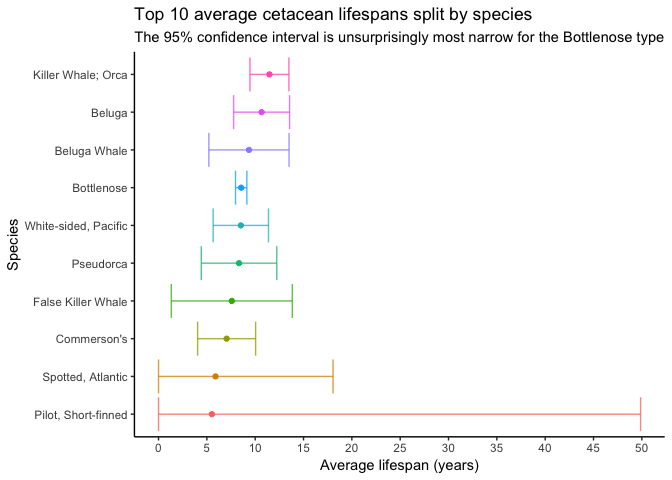 Top 10 average cetacean lifespans split by species
The 95% confidence interval is unsurprisingly most narrow for the Bottlenose type
Killer Whale; Orca
Beluga
Beluga Whale
Bottlenose
White-sided, Pacific
Pseudorca
False Killer Whale
Commerson's
Spotted, Atlantic
Pilot, Short-finned
Species
0 5 10 15 20 25 30 35 40 45 50
Average lifespan (years)